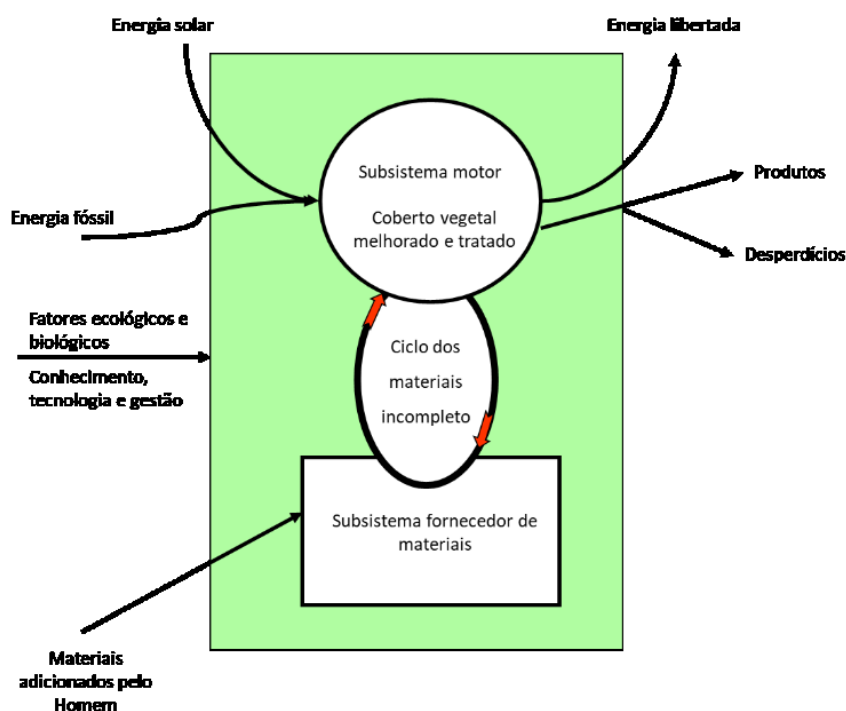 Energia solar
Energia libertada
Subsistema motor
Coberto vegetal
melhorado e tratado
Produtos
Energia fóssil
Desperdícios
Fatores ecológicos e
biológicos
Conhecimento,
tecnologia e gestão
Ciclo dos
materiais
incompleto
Subsistema fornecedor de
materiais
Materiais
adicionados pelo
Homem